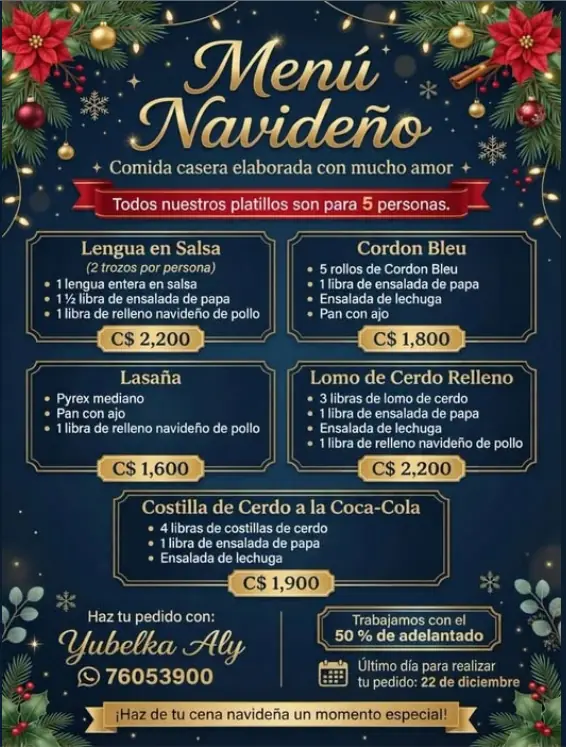 Menú
Navideño
Comida casera elaborada con mucho amor
Todos nuestros platillos son para 5 personas.
Lengua en Salsa
(2 trozos por persona)
• 1 lengua entera en salsa
• 1 ½ libra de ensalada de papa
• 1 libra de relleno navideño de pollo
C$ 2,200
Cordon Bleu
• 5 rollos de Cordon Bleu
• 1 libra de ensalada de papa
• Ensalada de lechuga
• Pan con ajo
C$ 1,800
Lasaña
• Pyrex mediano
• Pan con ajo
• 1 libra de relleno navideño de pollo
C$ 1,600
Lomo de Cerdo Relleno
• 3 libras de lomo de cerdo
• 1 libra de ensalada de papa
• Ensalada de lechuga
• 1 libra de relleno navideño de pollo
C$ 2,200
Costilla de Cerdo a la Coca-Cola
• 4 libras de costillas de cerdo
• 1 libra de ensalada de papa
• Ensalada de lechuga
C$ 1,900
Haz tu pedido con:
Yubelka Aly
76053900
Trabajamos con el
50 % de adelantado
Último día para realizar
tu pedido: 22 de diciembre
¡Haz de tu cena navideña un momento especial!